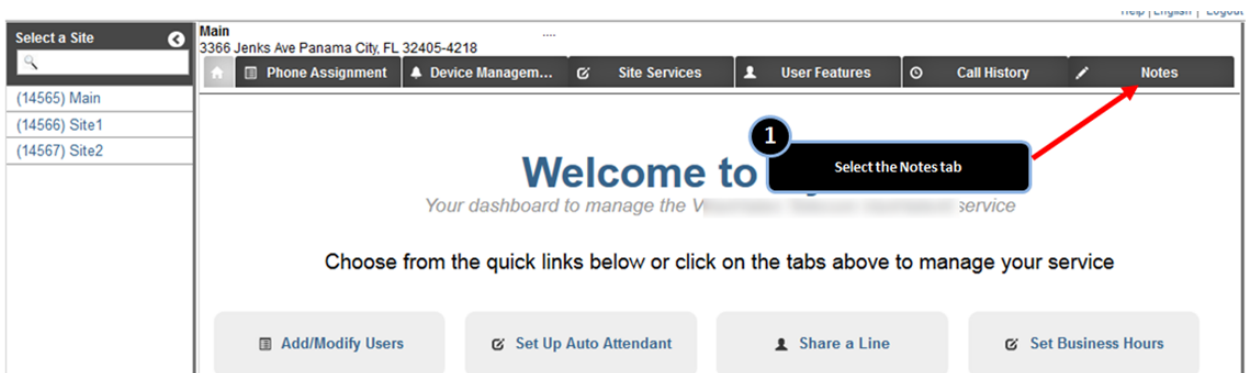 Help | English | Logout
Select a Site
Main
....
3366 Jenks Ave Panama City, FL 32405-4218
Phone Assignment
Device Managem...
Site Services
User Features
Call History
Notes
(14565) Main
(14566) Site1
(14567) Site2
1
Select the Notes tab
Welcome to
Your dashboard to manage the V
service
Choose from the quick links below or click on the tabs above to manage your service
Add/Modify Users
Set Up Auto Attendant
Share a Line
Set Business Hours